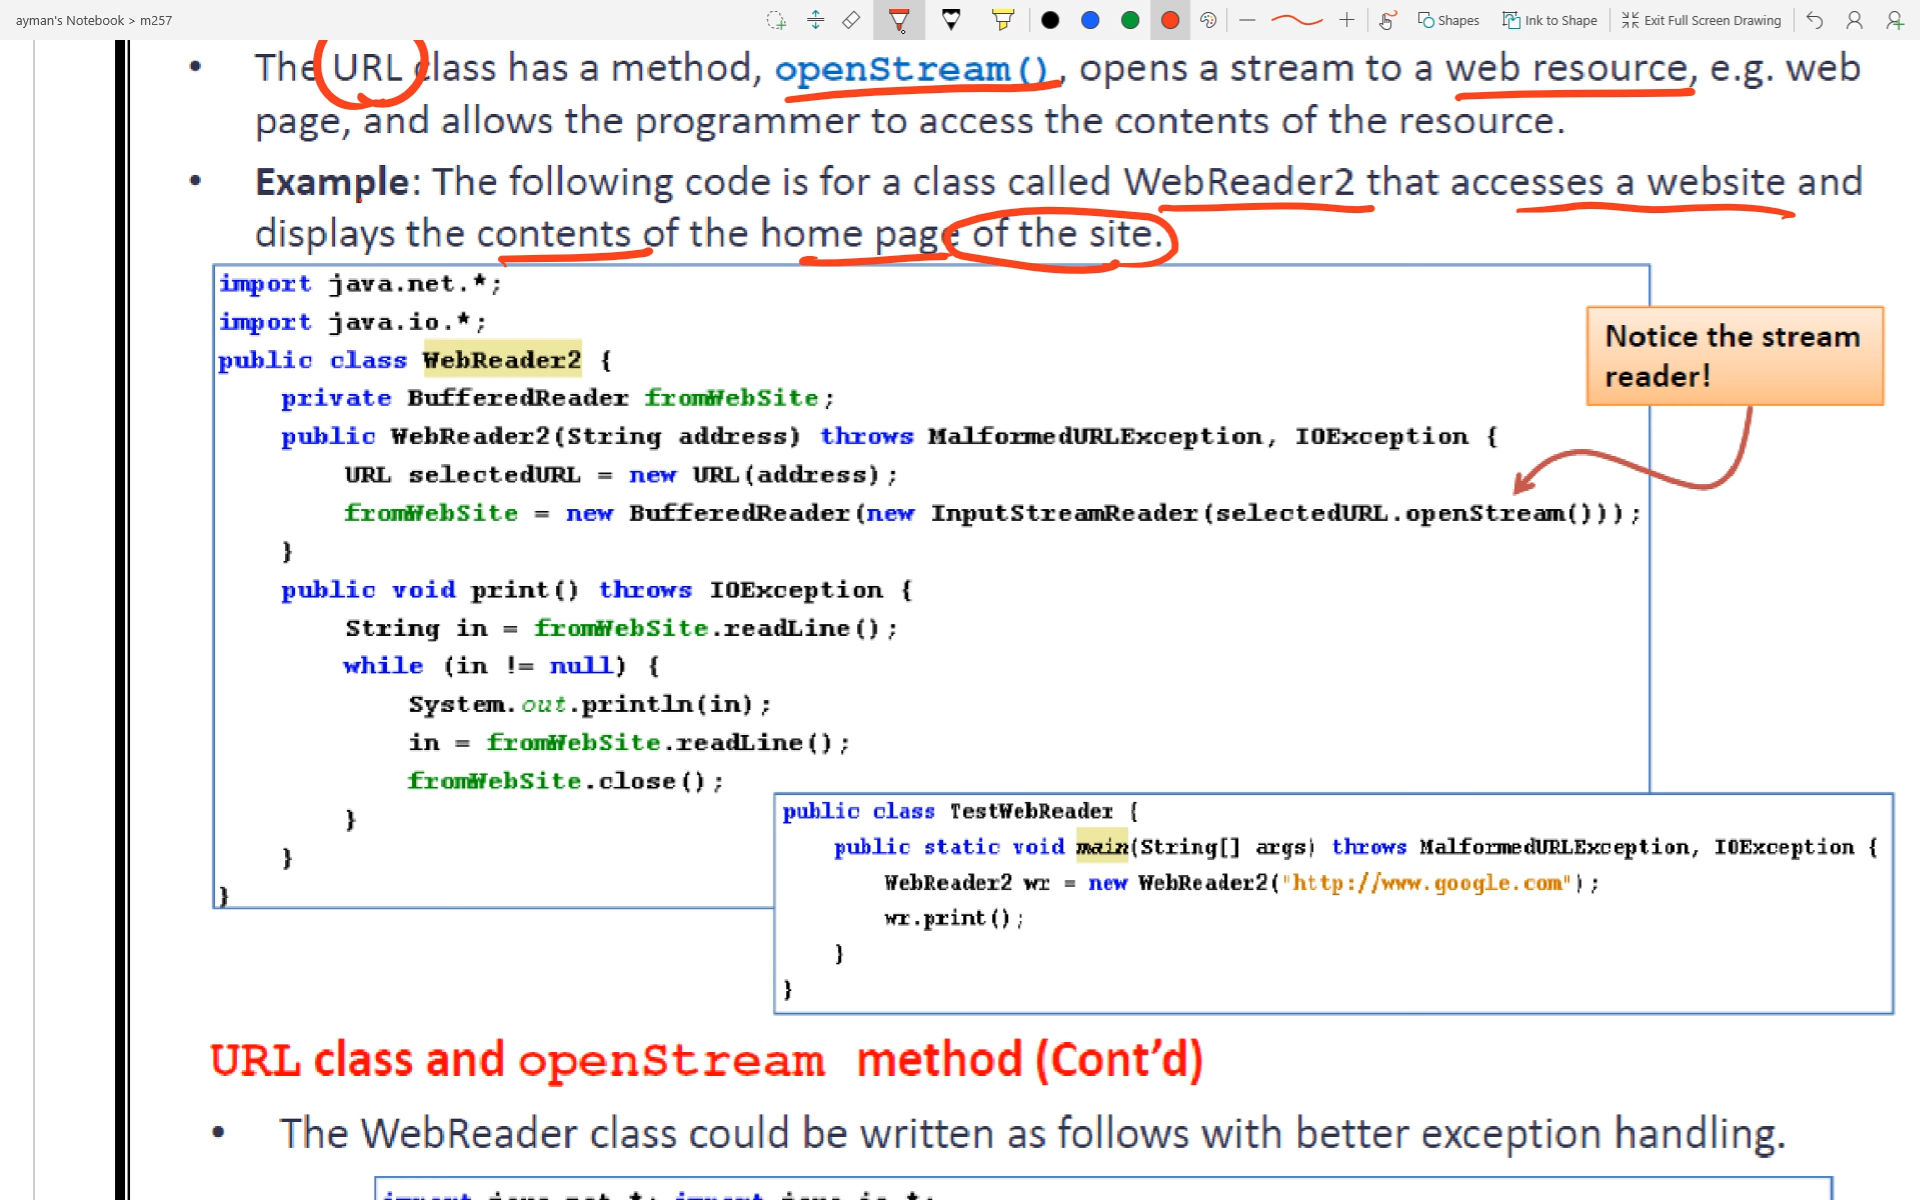 ayman's Notebook > m257
Shapes Ink to Shape Exit Full Screen Drawing
• The URL class has a method, openStream(), opens a stream to a web resource, e.g. web
page, and allows the programmer to access the contents of the resource.
• Example: The following code is for a class called WebReader2 that accesses a website and
displays the contents of the home page of the site.
import java.net.*;
import java.io.*;
public class WebReader2 {
private BufferedReader fromWebSite;
public WebReader2(String address) throws MalformedURLException, IOException {
URL selectedURL = new URL(address);
fromWebSite = new BufferedReader(new InputStreamReader(selectedURL.openStream()));
}
public void print() throws IOException {
String in = fromWebSite.readLine();
while (in != null) {
System.out.println(in);
in = fromWebSite.readLine();
fromWebSite.close();
}
}
}
Notice the stream
reader!
public class TestWebReader {
public static void main(String[] args) throws MalformedURLException, IOException {
WebReader2 wr = new WebReader2("http://www.google.com");
wr.print();
}
}
URL class and openStream method (Cont’d)
• The WebReader class could be written as follows with better exception handling.
import java.net.*; import java.io.*;